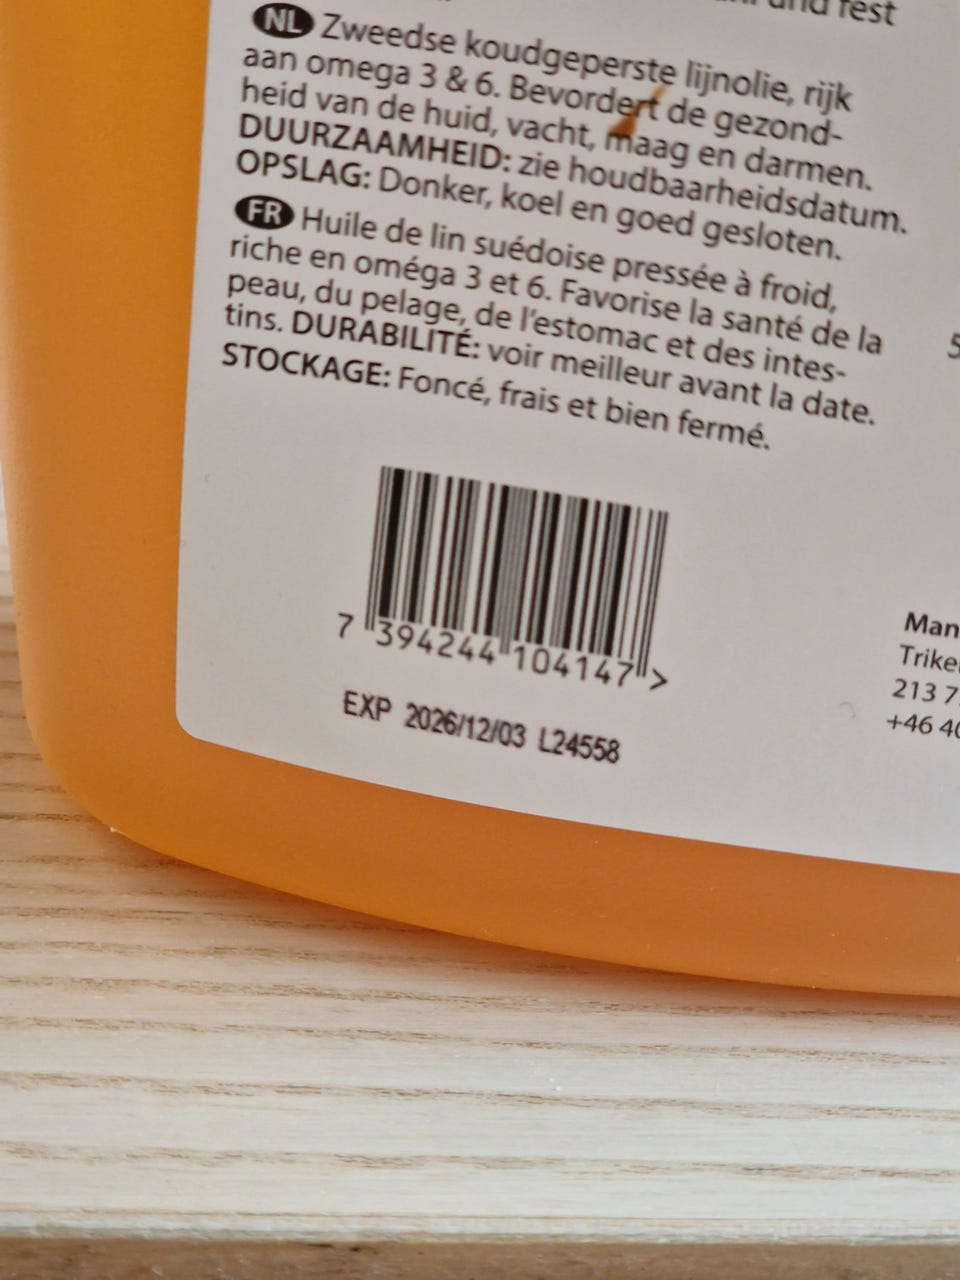 und fest
NL Zweedse koudgeperste lijnolie, rijk
aan omega 3 & 6. Bevordert de gezond-
heid van de huid, vacht, maag en darmen.
DUURZAAMHEID: zie houdbaarheidsdatum.
OPSLAG: Donker, koel en goed gesloten.
FR Huile de lin suédoise pressée à froid,
riche en oméga 3 et 6. Favorise la santé de la
peau, du pelage, de l'estomac et des intes-
tins. DURABILITÉ: voir meilleur avant la date.
STOCKAGE: Foncé, frais et bien fermé.
5
7 394244 104147 >
EXP 2026/12/03 L24558
Man
Trike
213 7
+46 40